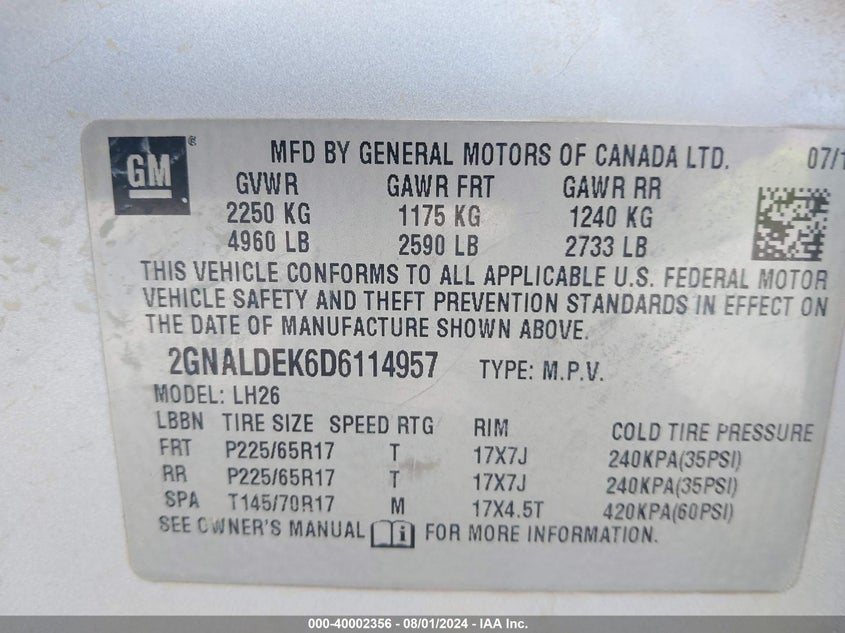 GM ®
MFD BY GENERAL MOTORS OF CANADA LTD. 07/1
GVWR GAWR FRT GAWR RR
2250 KG 1175 KG 1240 KG
4960 LB 2590 LB 2733 LB
THIS VEHICLE CONFORMS TO ALL APPLICABLE U.S. FEDERAL MOTOR
VEHICLE SAFETY AND THEFT PREVENTION STANDARDS IN EFFECT ON
THE DATE OF MANUFACTURE SHOWN ABOVE.
2GNALDEK6D6114957 TYPE: M.P.V.
MODEL: LH26
LBBN TIRE SIZE SPEED RTG RIM COLD TIRE PRESSURE
FRT P225/65R17 T 17X7J 240KPA(35PSI)
RR P225/65R17 T 17X7J 240KPA(35PSI)
SPA T145/70R17 M 17X4.5T 420KPA(60PSI)
SEE OWNER'S MANUAL FOR MORE INFORMATION.
000-40002356 - 08/01/2024 - IAA Inc.